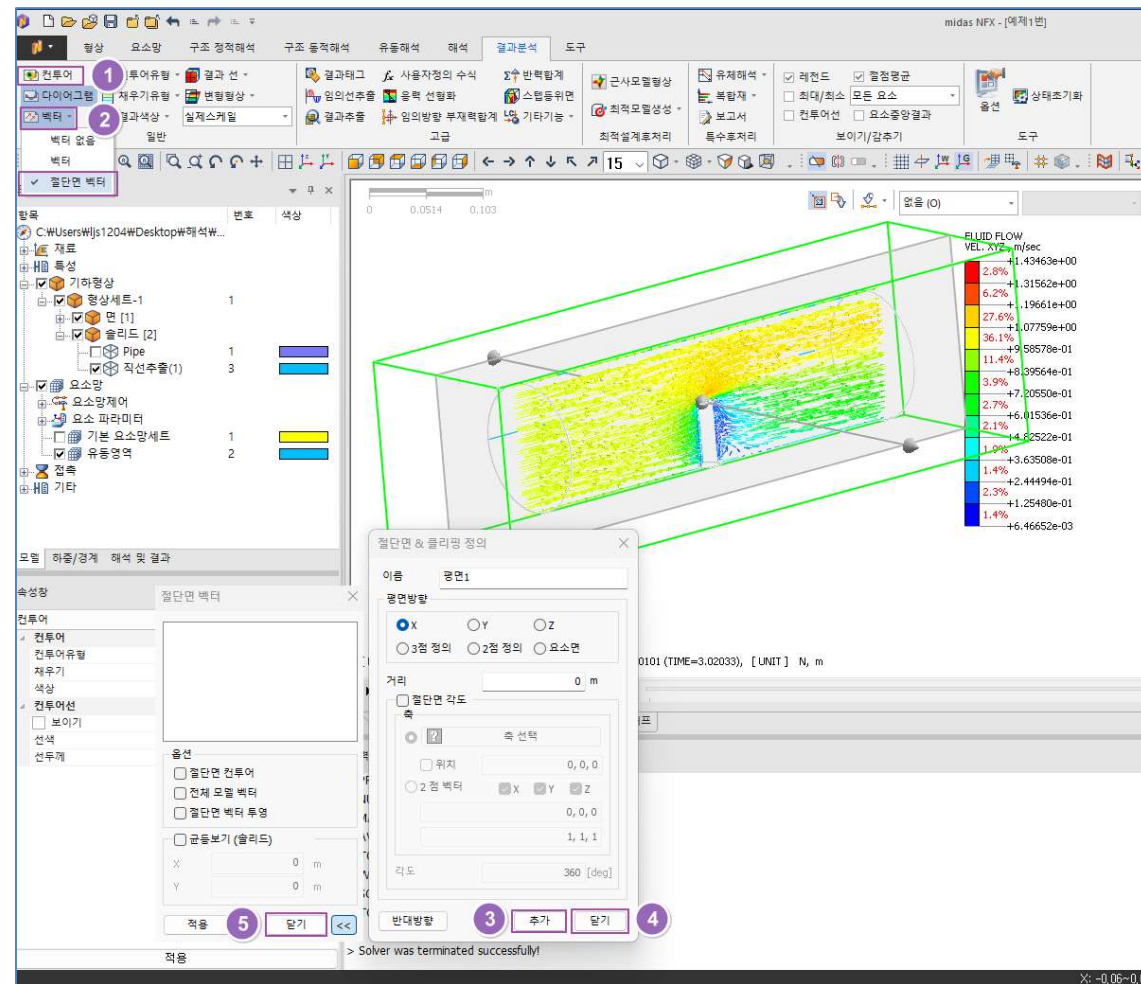 midas NFX - [예제1번]
형상 요소망 구조 정적해석 구조 동적해석 유동해석 해석 결과분석 도구
컨투어 1 투어유형 결과 선 결과태그 fx 사용자정의 수식 반력합계 근사모델형상 유체해석 레전드 절점평균
다이어그램 채우기유형 변형형상 임의선추출 응력 선형화 스텝등위면 복합재 최대/최소 모든 요소 옵션 상태초기화
벡터 2 결과색상 실제스케일 결과추출 임의방향 부재력합계 기타기능 최적모델생성 보고서 컨투어선 요소중앙결과
벡터 없음 일반 고급 최적설계후처리 특수후처리 보이기/감추기 도구
벡터 15
✓ 절단면 벡터
0 0.0514 0.103 m 없음 (O)
항목 번호 색상
C:₩Users₩ljs1204₩Desktop₩해석₩...
재료
특성
기하형상
형상세트-1 1
면 [1]
솔리드 [2]
Pipe 1
직선추출(1) 3
요소망
요소망제어
요소 파라미터
기본 요소망세트 1
유동영역 2
접촉
기타
FLUID FLOW
VEL. XYZ , m/sec
+1.43463e+00
2.8%
+1.31562e+00
6.2%
+1.19661e+00
27.6%
+1.07759e+00
36.1%
+9.58578e-01
11.4%
+8.39564e-01
3.9%
+7.20550e-01
2.7%
+6.01536e-01
2.1%
+4.82522e-01
1.9%
+3.63508e-01
1.4%
+2.44494e-01
2.3%
+1.25480e-01
1.4%
+6.46652e-03
모델 하중/경계 해석 및 결과
속성창
컨투어
컨투어
컨투어유형
채우기
색상
컨투어선
보이기
선색
선두께
적용
절단면 벡터
옵션
절단면 컨투어
전체 모델 벡터
절단면 벡터 투영
균등보기 (솔리드)
X 0 m
Y 0 m
적용 5 닫기 <<
절단면 & 클리핑 정의
이름 평면1
평면방향
X Y Z
3점 정의 2점 정의 요소면
거리 0 m
절단면 각도
축
? 축 선택
위치 0, 0, 0
2 점 벡터 X Y Z
0, 0, 0
1, 1, 1
각도 360 [deg]
반대방향 3 추가 닫기 4
0101 (TIME=3.02033), [ UNIT ] N, m
> Solver was terminated successfully!